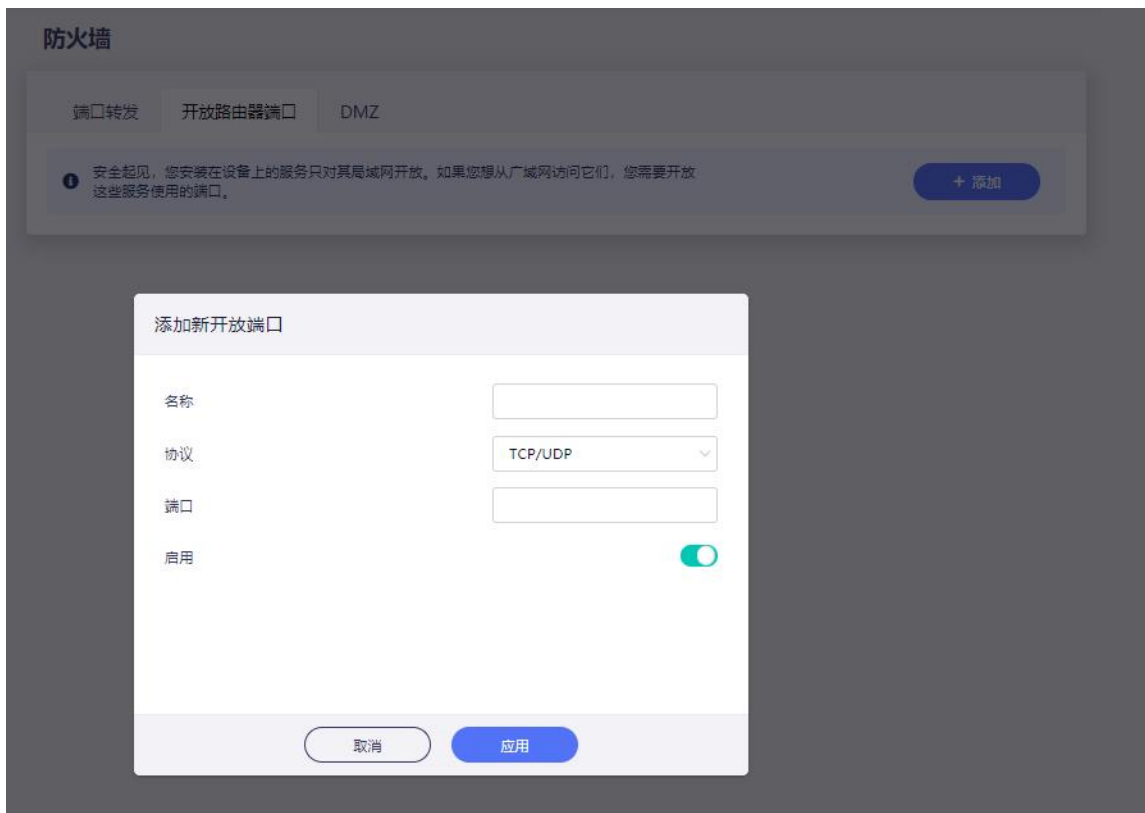 防火墙
端口转发 开放路由器端口 DMZ
安全起见，您安装在设备上的服务只对其局域网开放。如果您想从广域网访问它们，您需要开放
这些服务使用的端口。
+ 添加
添加新开放端口
名称
协议 TCP/UDP
端口
启用
取消 应用